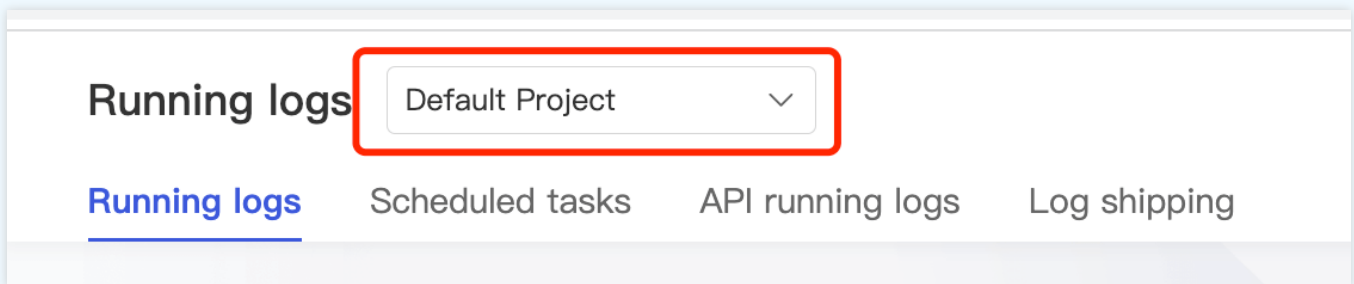 Running logs Default Project
Running logs Scheduled tasks API running logs Log shipping